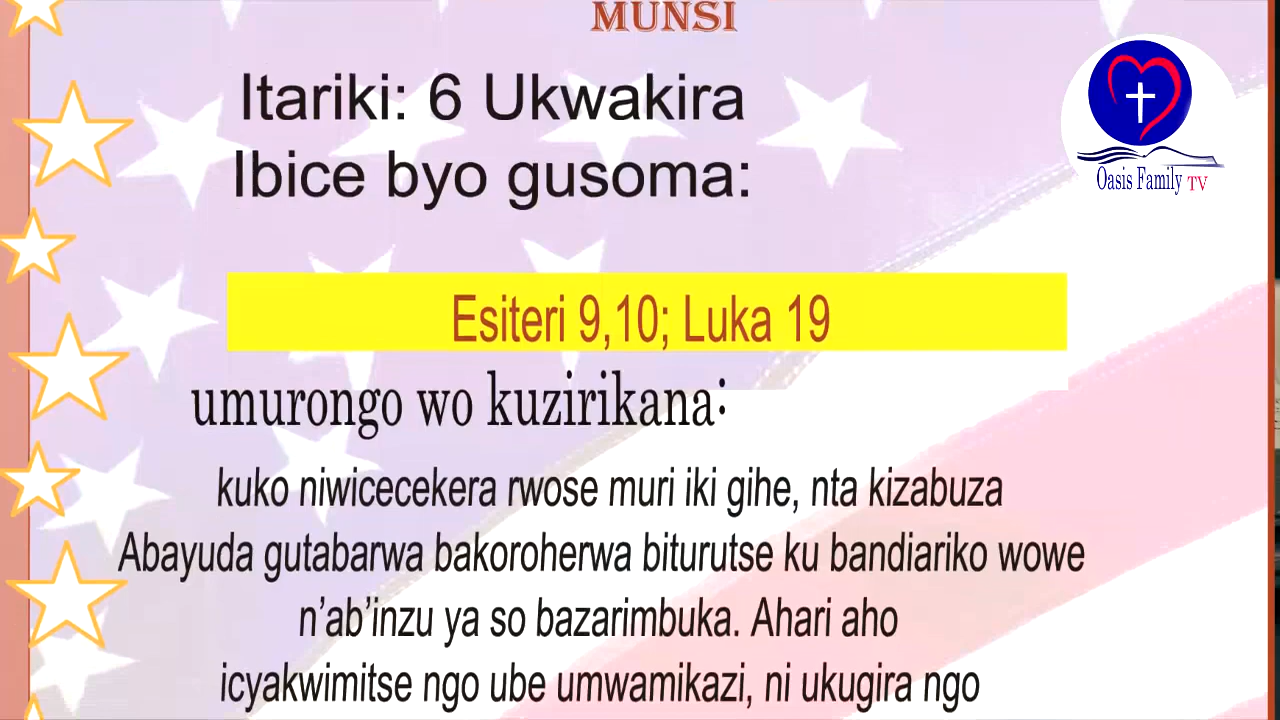 MUNSI
Itariki: 6 Ukwakira
Ibice byo gusoma:
Oasis Family TV
Esiteri 9,10; Luka 19
umurongo wo kuzirikana:
kuko niwicecekera rwose muri iki gihe, nta kizabuza
Abayuda gutabarwa bakoroherwa biturutse ku bandiariko wowe
n’ab’inzu ya so bazarimbuka. Ahari aho
icyakwimitse ngo ube umwamikazi, ni ukugira ngo